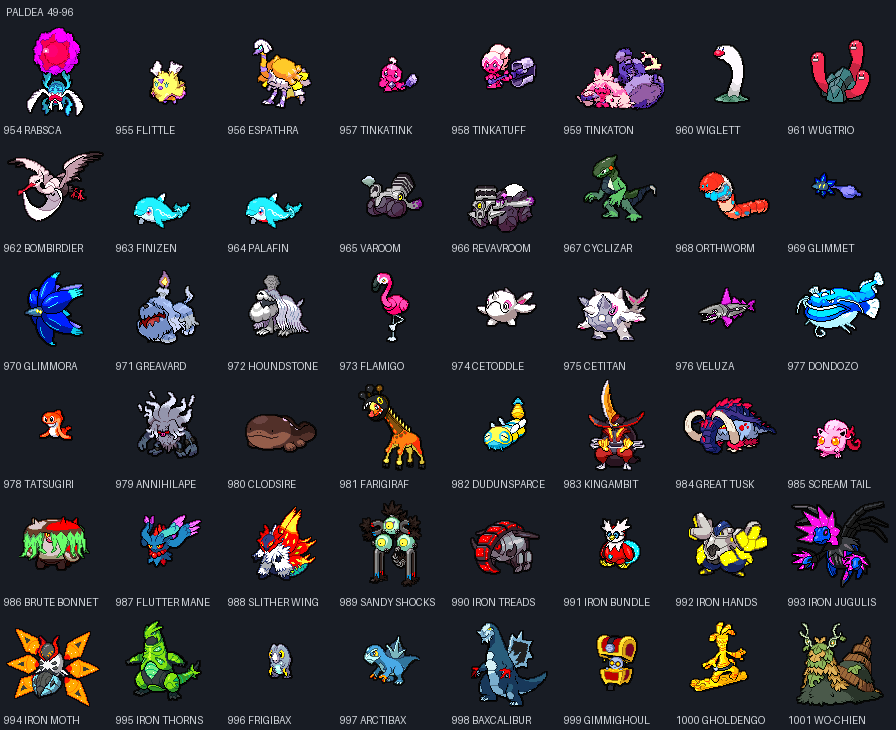 PALDEA 49-96
954 RABSCA 955 FLITTLE 956 ESPATHRA 957 TINKATINK 958 TINKATUFF 959 TINKATON 960 WIGLETT 961 WUGTRIO
962 BOMBIRDIER 963 FINIZEN 964 PALAFIN 965 VAROOM 966 REVAVROOM 967 CYCLIZAR 968 ORTHWORM 969 GLIMMET
970 GLIMMORA 971 GREAVARD 972 HOUNDSTONE 973 FLAMIGO 974 CETODDLE 975 CETITAN 976 VELUZA 977 DONDOZO
978 TATSUGIRI 979 ANNIHILAPE 980 CLODSIRE 981 FARIGIRAF 982 DUDUNSPARCE 983 KINGAMBIT 984 GREAT TUSK 985 SCREAM TAIL
986 BRUTE BONNET 987 FLUTTER MANE 988 SLITHER WING 989 SANDY SHOCKS 990 IRON TREADS 991 IRON BUNDLE 992 IRON HANDS 993 IRON JUGULIS
994 IRON MOTH 995 IRON THORNS 996 FRIGIBAX 997 ARCTIBAX 998 BAXCALIBUR 999 GIMMIGHOUL 1000 GHOLDENGO 1001 WO-CHIEN